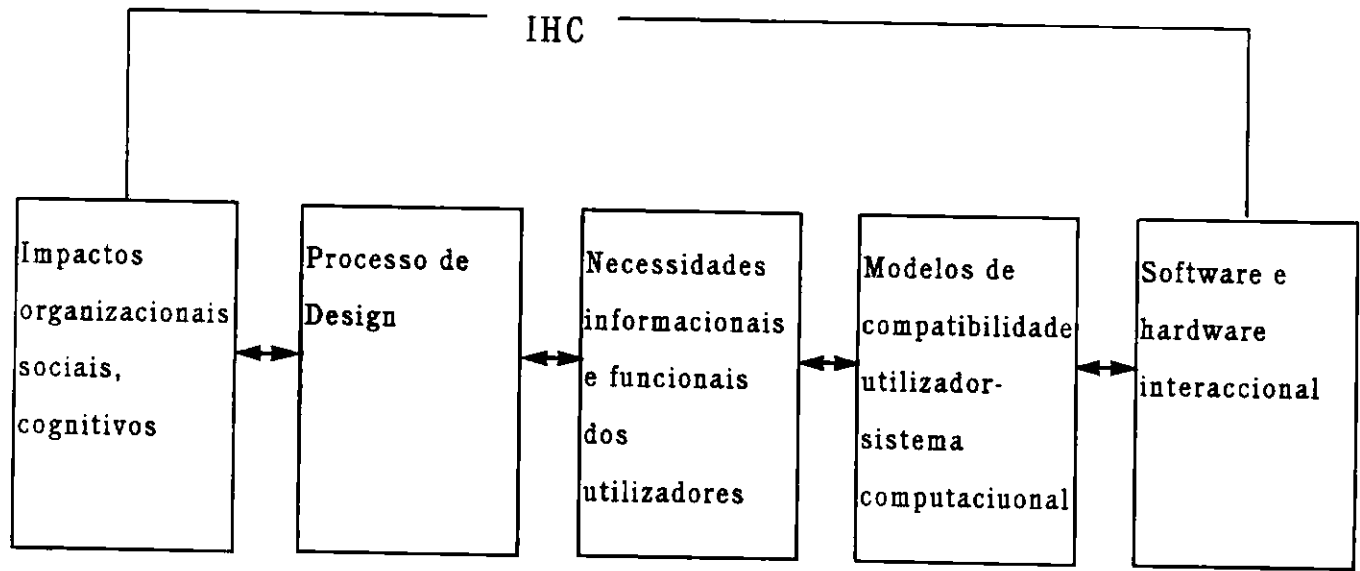 IHC
Impactos
organizacionais
sociais,
cognitivos
Processo de
Design
Necessidades
informacionais
e funcionais
dos
utilizadores
Modelos de
compatibilidade
utilizador-
sistema
computaciuonal
Software e
hardware
interaccional